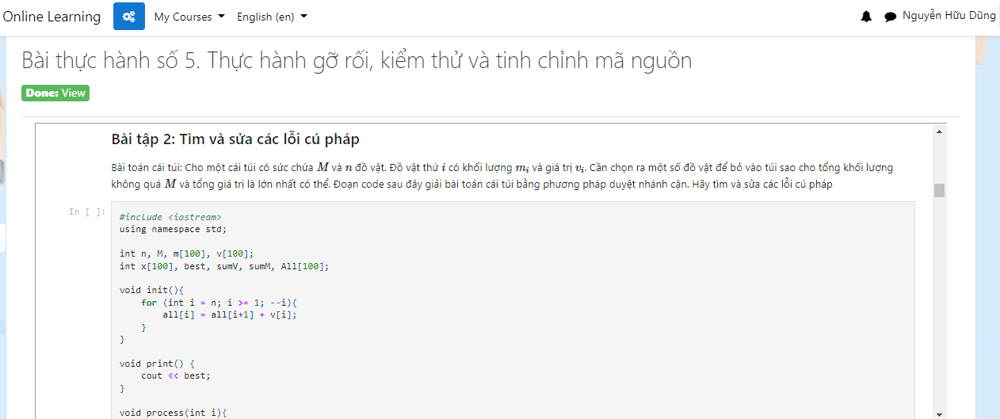 Online Learning My Courses English (en) Nguyễn Hữu Dũng
Bài thực hành số 5. Thực hành gỡ rối, kiểm thử và tinh chỉnh mã nguồn
Done: View
Bài tập 2: Tìm và sửa các lỗi cú pháp
Bài toán cái túi: Cho một cái túi có sức chứa M và n đồ vật. Đồ vật thứ i có khối lượng mᵢ và giá trị vᵢ. Cần chọn ra một số đồ vật để bỏ vào túi sao cho tổng khối lượng
không quá M và tổng giá trị là lớn nhất có thể. Đoạn code sau đây giải bài toán cái túi bằng phương pháp duyệt nhánh cận. Hãy tìm và sửa các lỗi cú pháp
In [ ]:
#include <iostream>
using namespace std;
int n, M, m[100], v[100];
int x[100], best, sumV, sumM, All[100];
void init(){
for (int i = n; i >= 1; --i){
all[i] = all[i+1] + v[i];
}
}
void print() {
cout << best;
}
void process(int i){